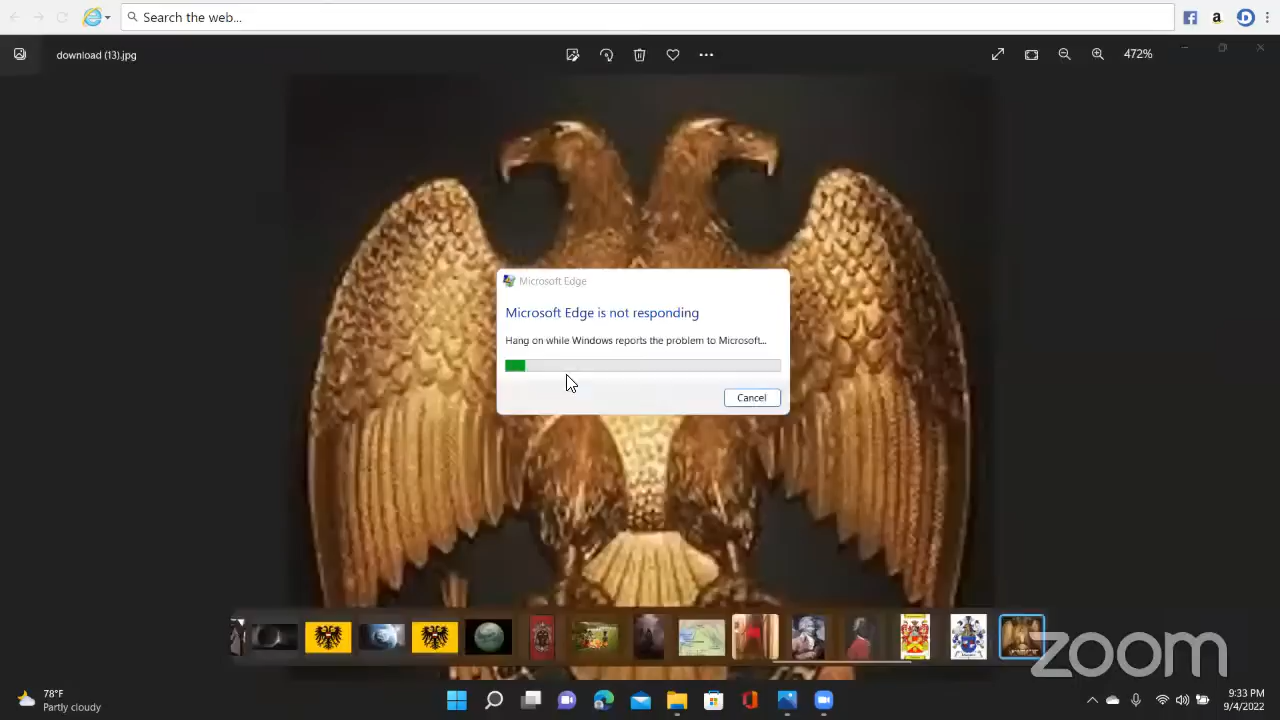 Search the web...
download (13).jpg
472%
Microsoft Edge
Microsoft Edge is not responding
Hang on while Windows reports the problem to Microsoft...
Cancel
zoom
78°F
Partly cloudy
9:33 PM
9/4/2022